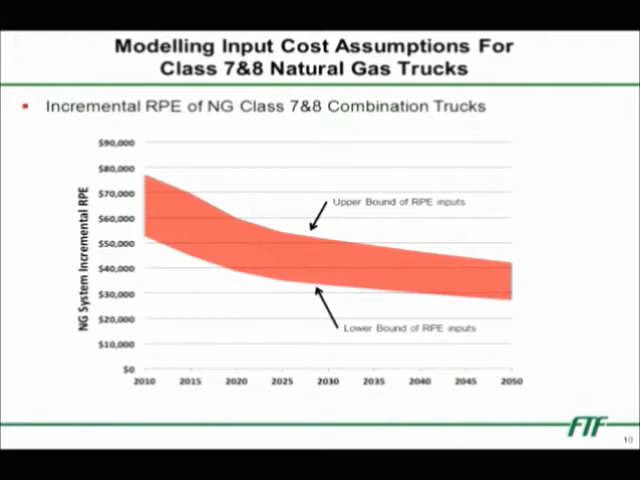 Modelling Input Cost Assumptions For
Class 7&8 Natural Gas Trucks
Incremental RPE of NG Class 7&8 Combination Trucks
NG System Incremental RPE
$90,000
$80,000
$70,000
$60,000
$50,000
$40,000
$30,000
$20,000
$10,000
$0
Upper Bound of RPE inputs
Lower Bound of RPE inputs
2010 2015 2020 2025 2030 2035 2040 2045 2050
FTF
10